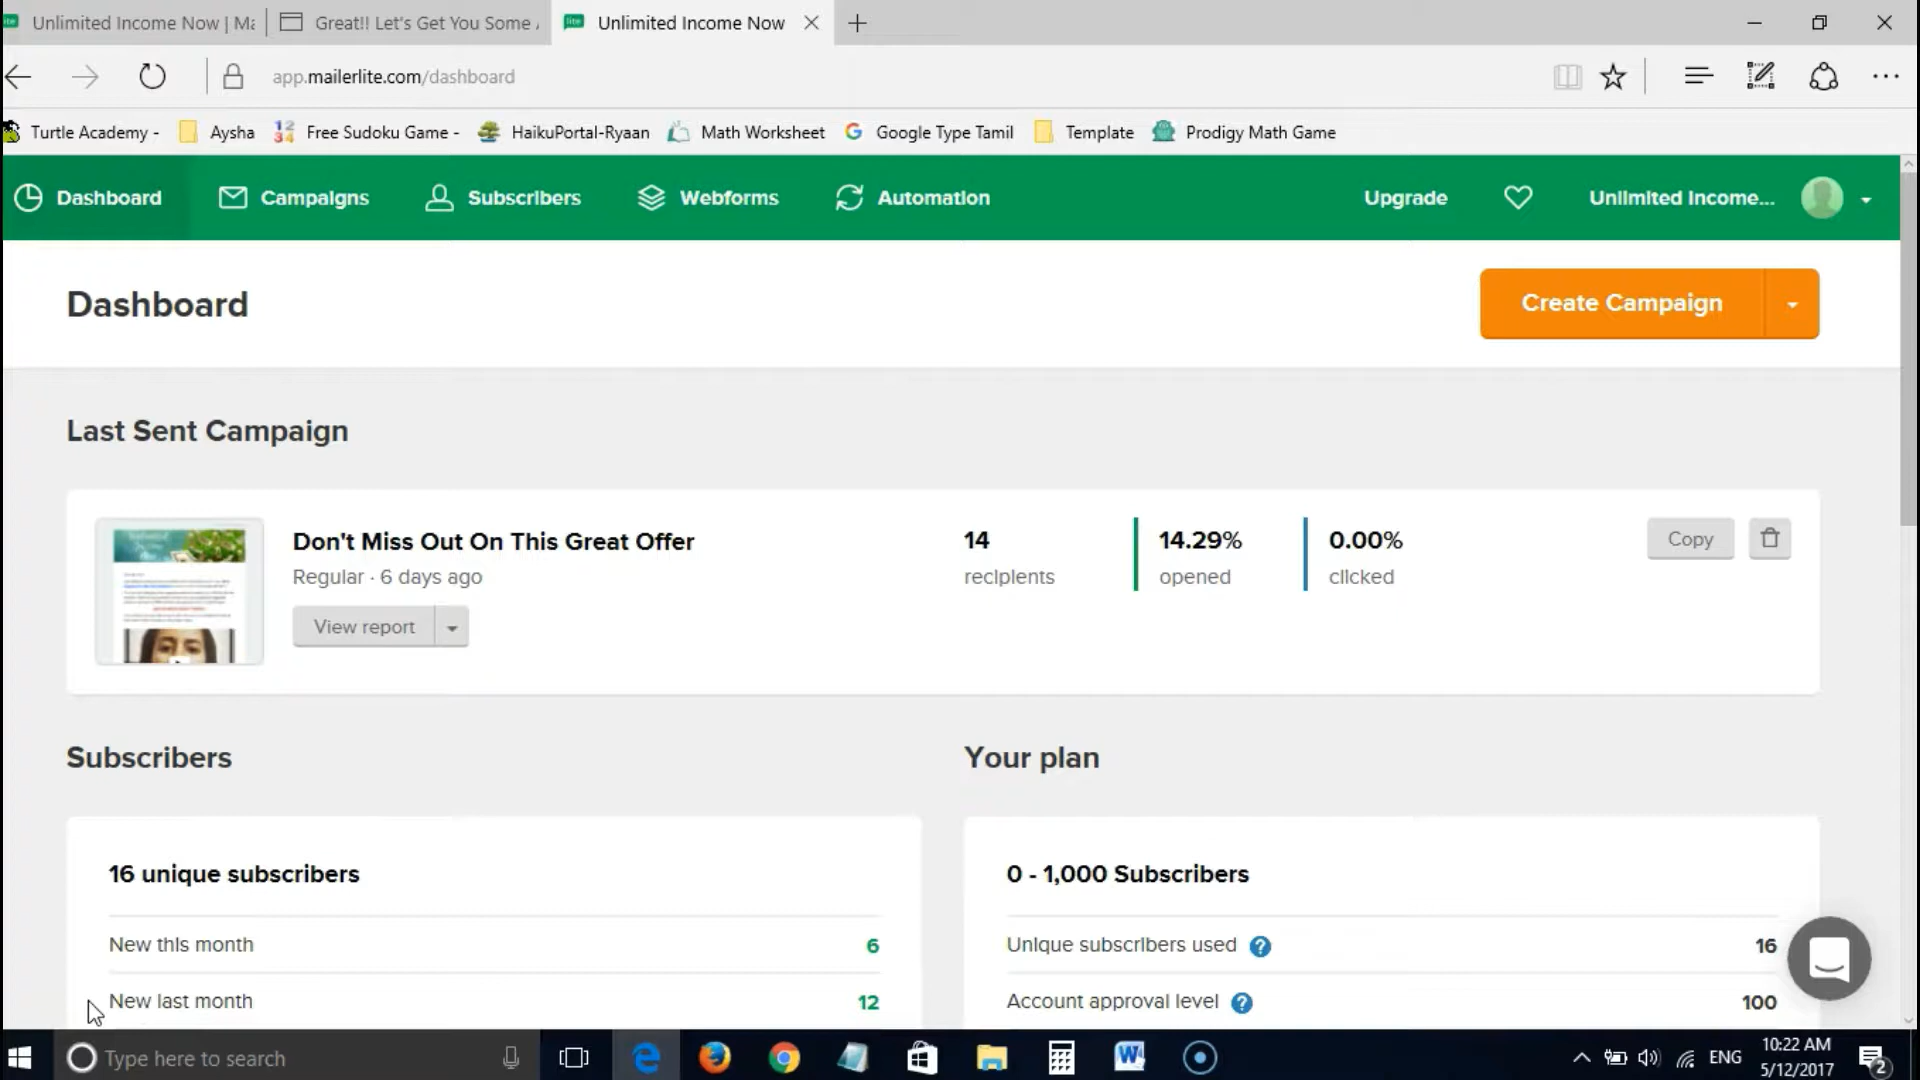 Unlimited Income Now | Ma
Great!! Let's Get You Some
Unlimited Income Now
app.mailerlite.com/dashboard
Turtle Academy -
Aysha
Free Sudoku Game -
HaikuPortal-Ryaan
Math Worksheet
Google Type Tamil
Template
Prodigy Math Game
Dashboard
Campaigns
Subscribers
Webforms
Automation
Upgrade
Unlimited Income...
Dashboard
Create Campaign
Last Sent Campaign
Don't Miss Out On This Great Offer
Regular · 6 days ago
View report
14
recipients
14.29%
opened
0.00%
clicked
Copy
Subscribers
16 unique subscribers
New this month 6
New last month 12
Your plan
0 - 1,000 Subscribers
Unique subscribers used ? 16
Account approval level ? 100
Type here to search
ENG
10:22 AM
5/12/2017
2